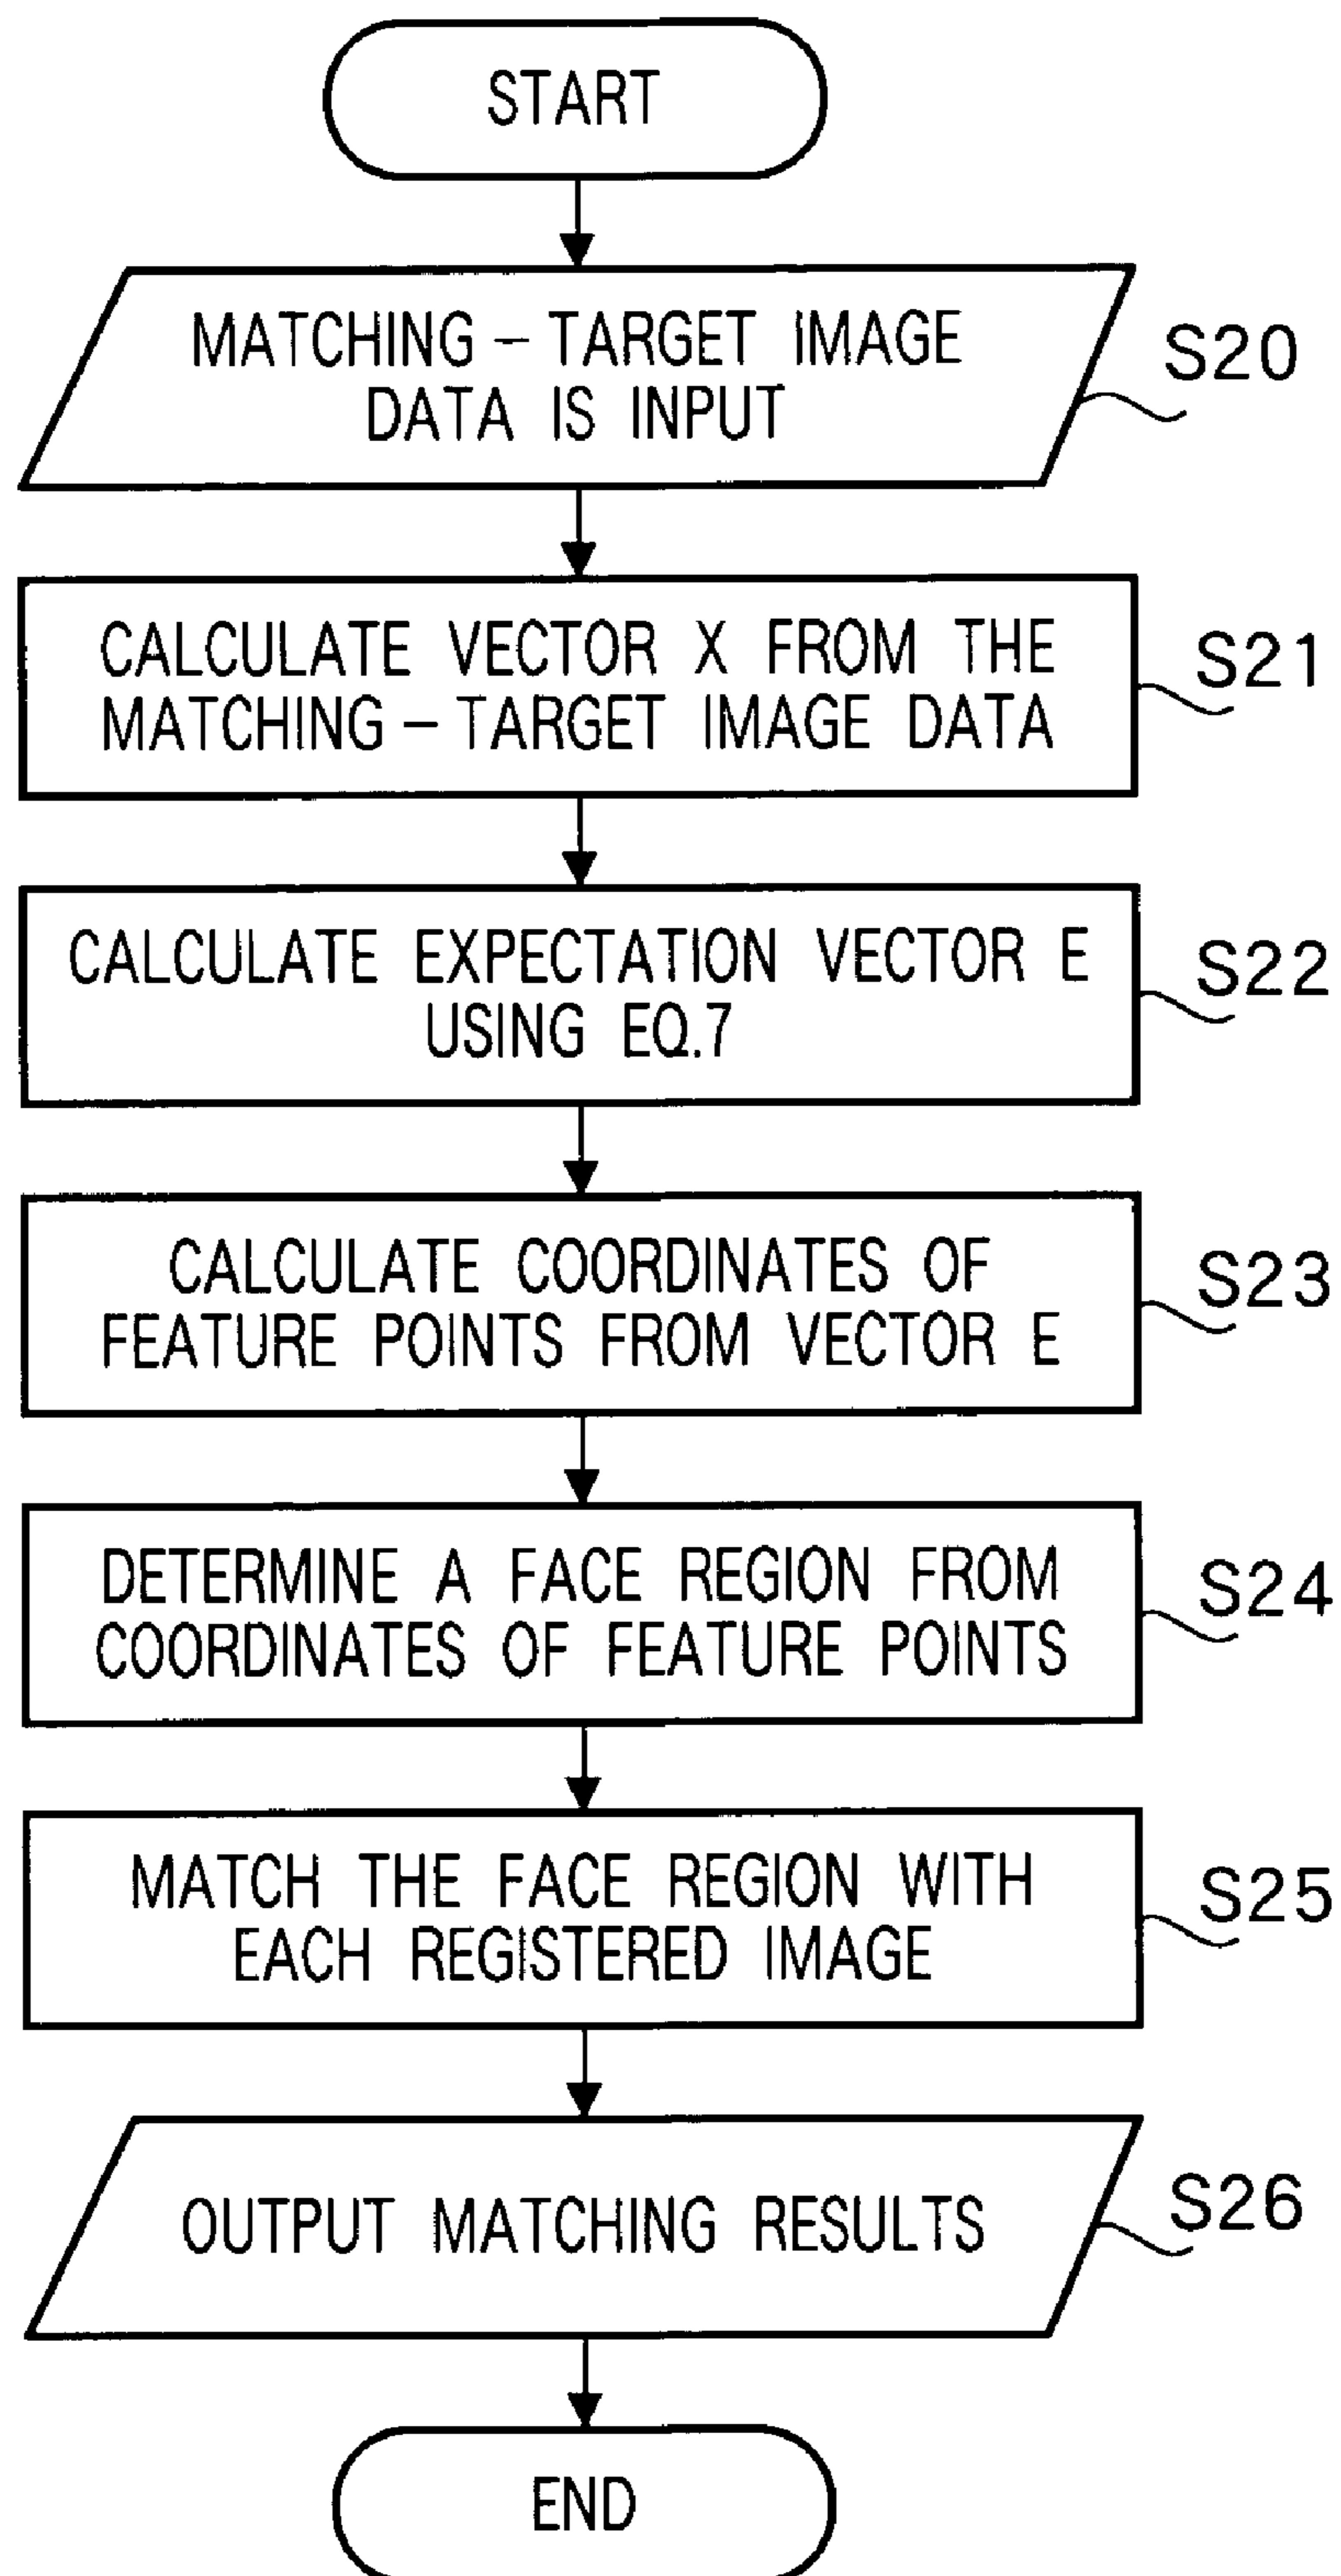 START
MATCHING – TARGET IMAGE
DATA IS INPUT
S20
CALCULATE VECTOR X FROM THE
MATCHING – TARGET IMAGE DATA
S21
CALCULATE EXPECTATION VECTOR E
USING EQ.7
S22
CALCULATE COORDINATES OF
FEATURE POINTS FROM VECTOR E
S23
DETERMINE A FACE REGION FROM
COORDINATES OF FEATURE POINTS
S24
MATCH THE FACE REGION WITH
EACH REGISTERED IMAGE
S25
OUTPUT MATCHING RESULTS
S26
END